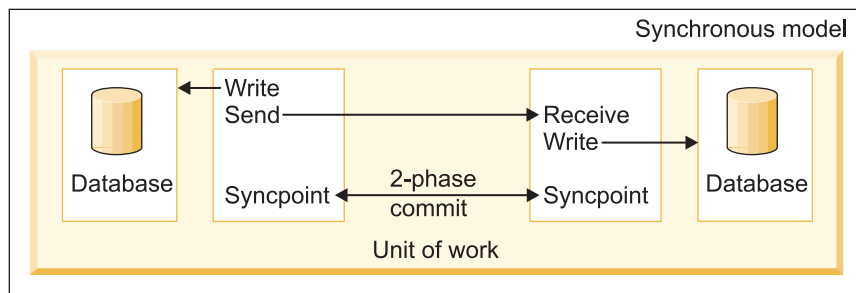 Synchronous model
Write
Send
Receive
Write
Database
Database
Syncpoint
2-phase
commit
Syncpoint
Unit of work